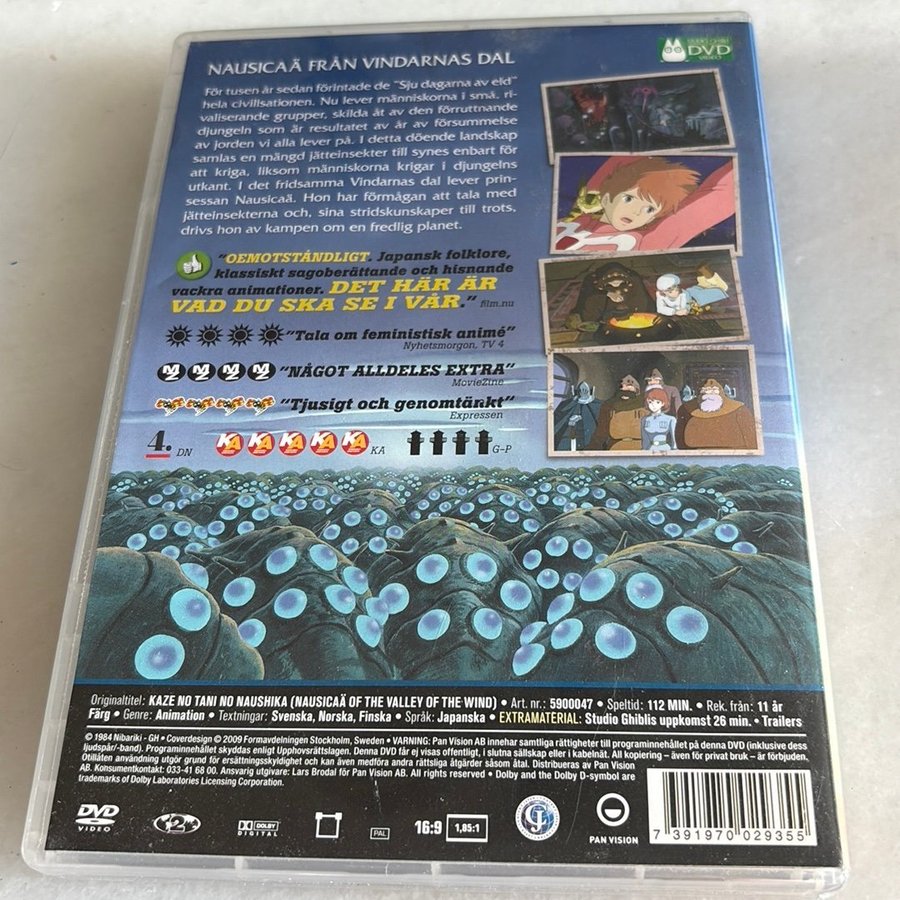 NAUSICAÄ FRÅN VINDARNAS DAL
För tusen år sedan förintade de "Sju dagarna av eld"
hela civilisationen. Nu lever människorna i små, ri-
valiserande grupper, skilda åt av den förruttnande
djungeln som är resultatet av år av försummelse
av jorden vi alla lever på. I detta döende landskap
samlas en mängd jätteinsekter till synes enbart för
att kriga, liksom människorna krigar i djungelns
utkant. I det fridsamma Vindarnas dal lever prin-
sessan Nausicaä. Hon har förmågan att tala med
jätteinsekterna och, sina stridskunskaper till trots,
drivs hon av kampen om en fredlig planet.
STUDIO GHIBLI
DVD
VIDEO
"OEMOTSTÅNDLIGT. Japansk folklore,
klassiskt sagoberättande och hisnande
vackra animationer. DET HÄR ÄR
VAD DU SKA SE I VÅR." film.nu
"Tala om feministisk animé"
Nyhetsmorgon, TV 4
MZ MZ MZ MZ "NÅGOT ALLDELES EXTRA"
MovieZine
"Tjusigt och genomtänkt"
Expressen
4. DN KA KA KA KA KA KA G-P
Originaltitel: KAZE NO TANI NO NAUSHIKA (NAUSICAÄ OF THE VALLEY OF THE WIND) • Art. nr.: 5900047 • Speltid: 112 MIN. • Rek. från: 11 år
Färg • Genre: Animation • Textningar: Svenska, Norska, Finska • Språk: Japanska • EXTRAMATERIAL: Studio Ghiblis uppkomst 26 min. • Trailers
© 1984 Nibariki - GH • Coverdesign © 2009 Formavdelningen Stockholm, Sweden • VARNING: Pan Vision AB innehar samtliga rättigheter till programinnehållet på denna DVD (inklusive dess
ljudspår/-band). Programinnehållet skyddas enligt Upphovsrättslagen. Denna DVD får ej visas offentligt, i slutna sällskap eller i kabelnät. All kopiering – även för privat bruk – är förbjuden.
Otillåten användning utgör grund för ersättningsskyldighet och kan även medföra andra rättsliga åtgärder såsom åtal. Distribueras av Pan Vision
AB. Konsumentkontakt: 033-41 68 00. Ansvarig utgivare: Lars Brodal för Pan Vision AB. All rights reserved • Dolby and the Dolby D-symbol are
trademarks of Dolby Laboratories Licensing Corporation.
DVD
VIDEO
2
DOLBY
DIGITAL
PAL
16:9
1,85:1
PAN VISION
7 391970 029355